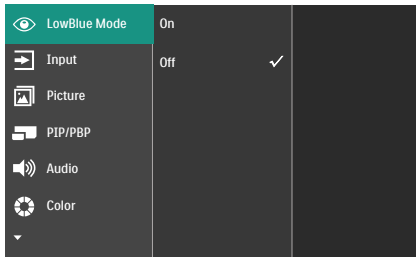 LowBlue Mode
On
Input
Off
Picture
PIP/PBP
Audio
Color